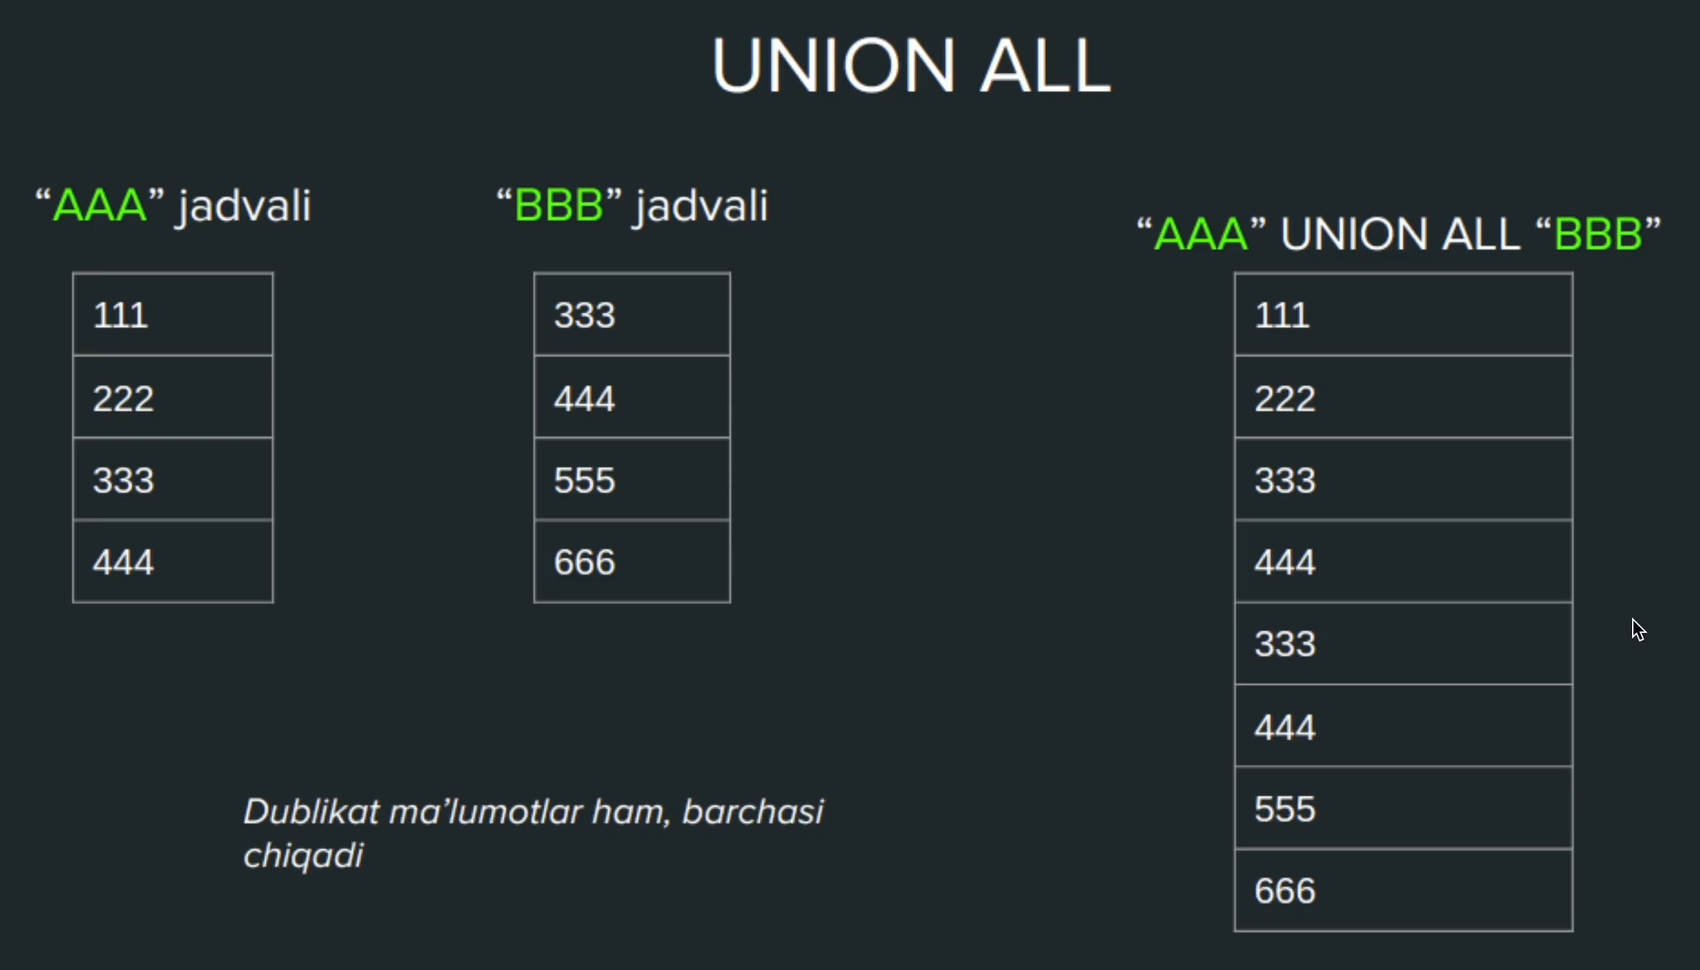 UNION ALL
“AAA” jadvali
111
222
333
444
“BBB” jadvali
333
444
555
666
“AAA” UNION ALL “BBB”
111
222
333
444
333
444
555
666
Dublikat ma’lumotlar ham, barchasi
chiqadi